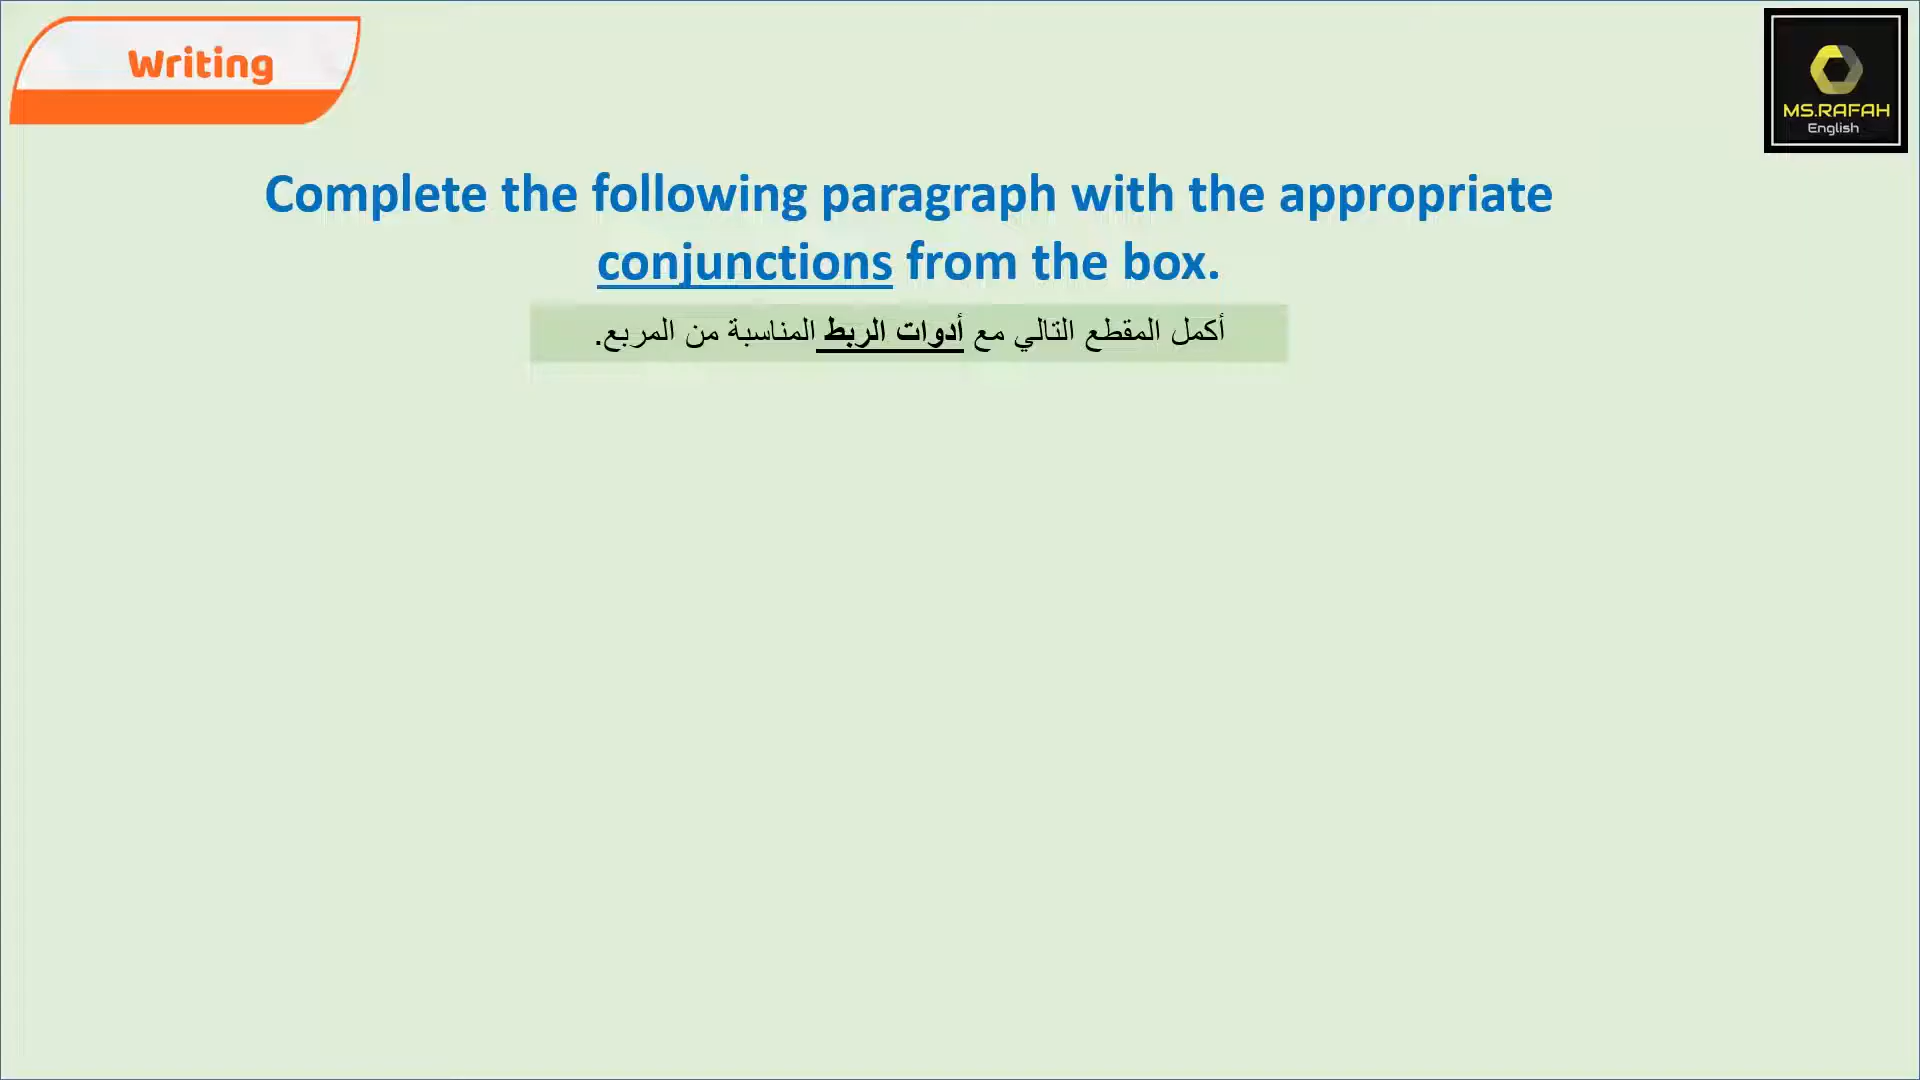 Writing
MS.RAFAH
English
Complete the following paragraph with the appropriate
conjunctions from the box.
أكمل المقطع التالي مع أدوات الربط المناسبة من المربع.